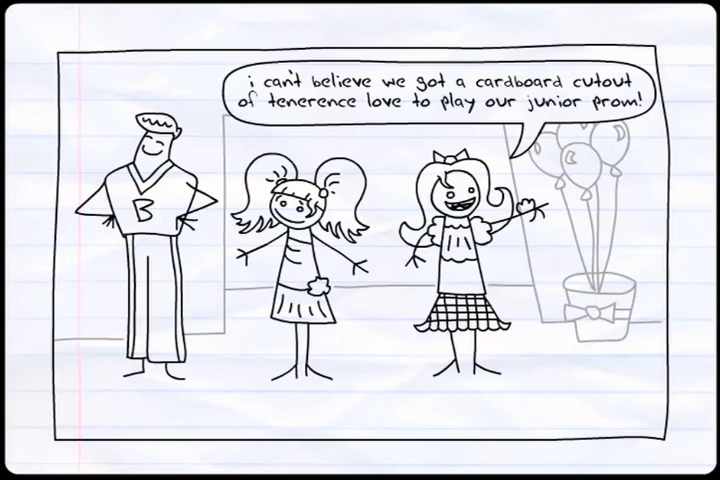 i can't believe we got a cardboard cutout
of tenerence love to play our junior prom!
B